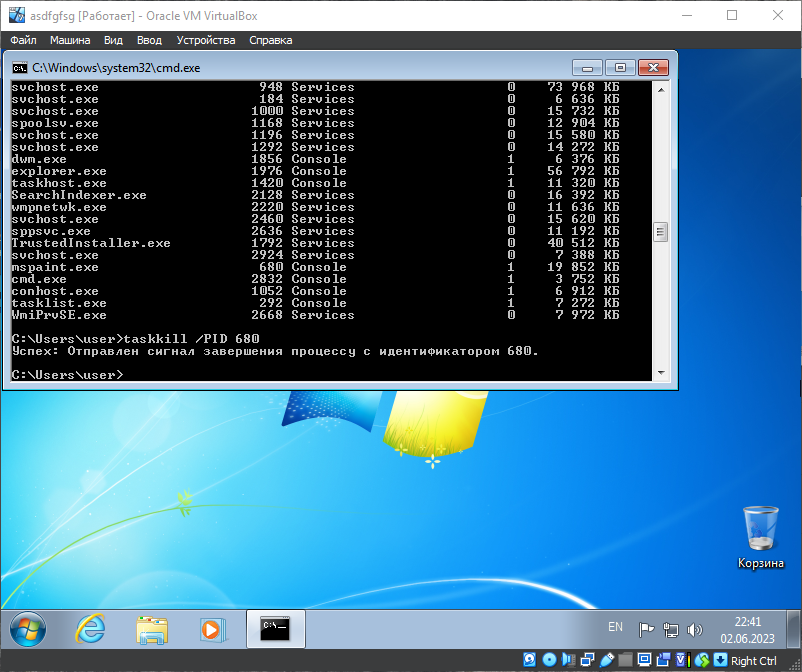 asdfgfsg [Работает] - Oracle VM VirtualBox
Файл Машина Вид Ввод Устройства Справка
C:\Windows\system32\cmd.exe
svchost.exe 948 Services 0 73 968 КБ
svchost.exe 184 Services 0 6 636 КБ
svchost.exe 1000 Services 0 15 732 КБ
spoolsv.exe 1168 Services 0 12 904 КБ
svchost.exe 1196 Services 0 15 580 КБ
svchost.exe 1292 Services 0 14 272 КБ
dwm.exe 1856 Console 1 6 376 КБ
explorer.exe 1976 Console 1 56 792 КБ
taskhost.exe 1420 Console 1 11 320 КБ
SearchIndexer.exe 2128 Services 0 16 392 КБ
wmpnetwk.exe 2220 Services 0 11 636 КБ
svchost.exe 2460 Services 0 15 620 КБ
sppsvc.exe 2636 Services 0 11 192 КБ
TrustedInstaller.exe 1792 Services 0 40 512 КБ
svchost.exe 2924 Services 0 7 388 КБ
mspaint.exe 680 Console 1 19 852 КБ
cmd.exe 2832 Console 1 3 752 КБ
conhost.exe 1052 Console 1 6 912 КБ
tasklist.exe 292 Console 1 7 272 КБ
WmiPrvSE.exe 2668 Services 0 7 972 КБ
C:\Users\user>taskkill /PID 680
Успех: Отправлен сигнал завершения процессу с идентификатором 680.
C:\Users\user>
Корзина
EN
22:41
02.06.2023
Right Ctrl